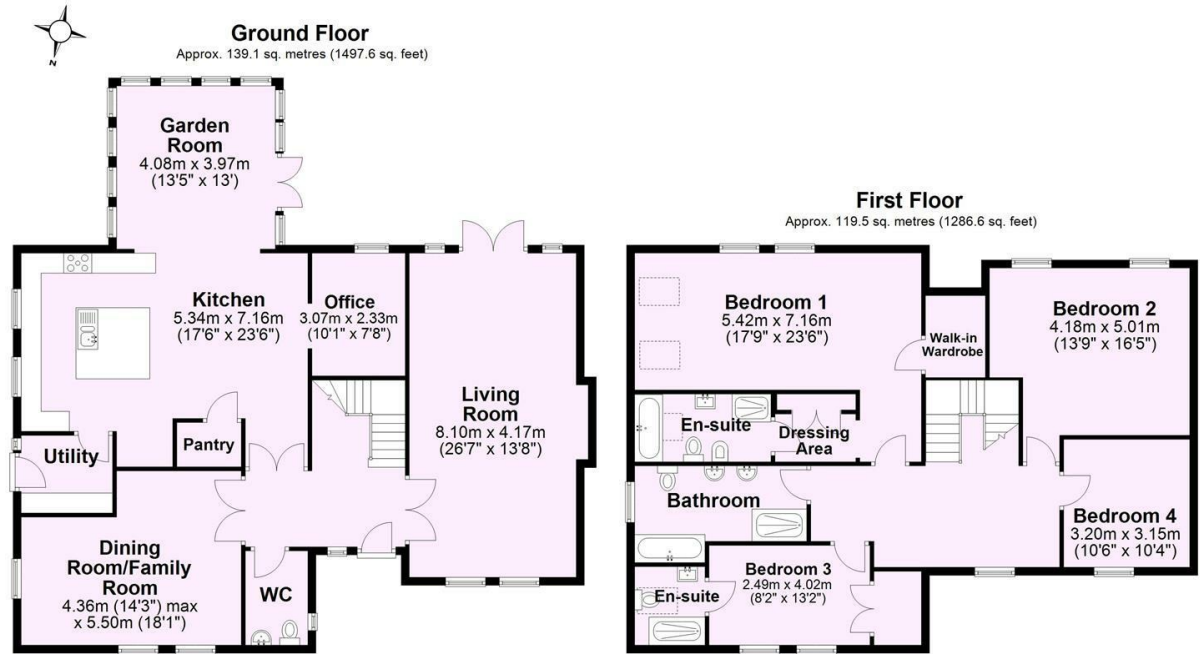 N
Ground Floor
Approx. 139.1 sq. metres (1497.6 sq. feet)
Garden
Room
4.08m x 3.97m
(13'5" x 13')
Kitchen
5.34m x 7.16m
(17'6" x 23'6")
Office
3.07m x 2.33m
(10'1" x 7'8")
Living
Room
8.10m x 4.17m
(26'7" x 13'8")
Pantry
Utility
Dining
Room/Family
Room
4.36m (14'3") max
x 5.50m (18'1")
WC
First Floor
Approx. 119.5 sq. metres (1286.6 sq. feet)
Bedroom 1
5.42m x 7.16m
(17'9" x 23'6")
Walk-in
Wardrobe
Bedroom 2
4.18m x 5.01m
(13'9" x 16'5")
En-suite
Dressing
Area
Bathroom
Bedroom 4
3.20m x 3.15m
(10'6" x 10'4")
Bedroom 3
2.49m x 4.02m
(8'2" x 13'2")
En-suite